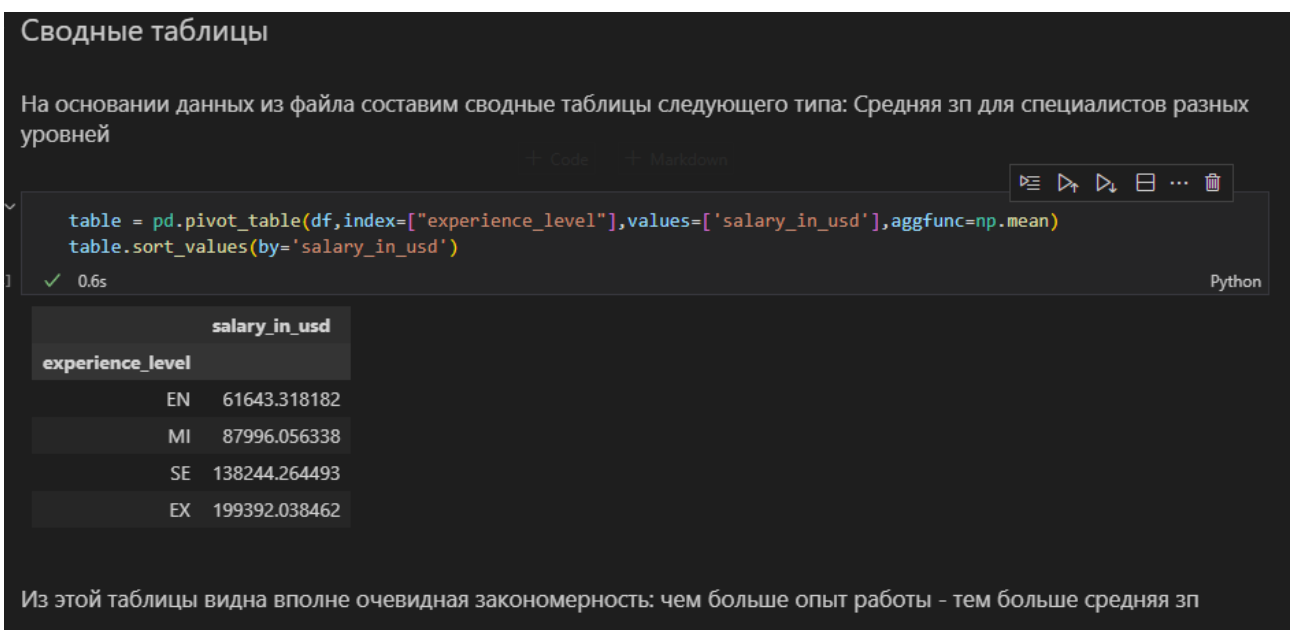 Сводные таблицы
На основании данных из файла составим сводные таблицы следующего типа: Средняя зп для специалистов разных
уровней
+ Code + Markdown
table = pd.pivot_table(df,index=["experience_level"],values=['salary_in_usd'],aggfunc=np.mean)
table.sort_values(by='salary_in_usd')
] ✓ 0.6s Python
salary_in_usd
experience_level
EN 61643.318182
MI 87996.056338
SE 138244.264493
EX 199392.038462
Из этой таблицы видна вполне очевидная закономерность: чем больше опыт работы - тем больше средняя зп